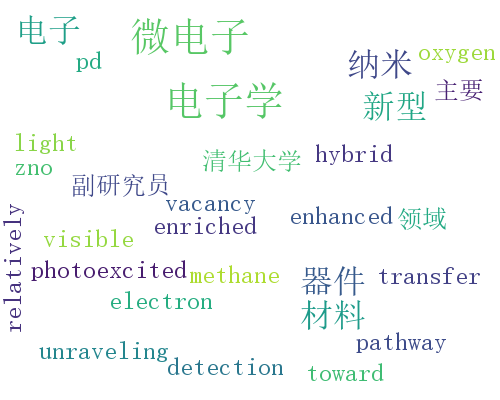 电子
微电子
pd
纳米
oxygen
主要
电子学
新型
light
zno
清华大学
hybrid
副研究员
vacancy
enriched
enhanced
领域
relatively
visible
photoexcited
methane
器件
transfer
electron
材料
unraveling
detection
pathway
toward